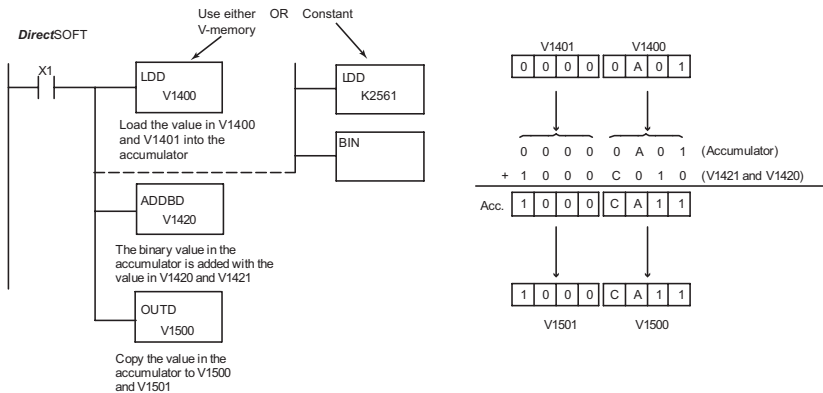 Use either OR Constant
V-memory
DirectSOFT
X1
LDD
V1400
Load the value in V1400
and V1401 into the
accumulator
LDD
K2561
BIN
ADDBD
V1420
The binary value in the
accumulator is added with the
value in V1420 and V1421
OUTD
V1500
Copy the value in the
accumulator to V1500
and V1501
V1401 V1400
0 0 0 0 0 A 0 1
0 0 0 0 0 A 0 1 (Accumulator)
+ 1 0 0 0 C 0 1 0 (V1421 and V1420)
Acc. 1 0 0 0 C A 1 1
1 0 0 0 C A 1 1
V1501 V1500